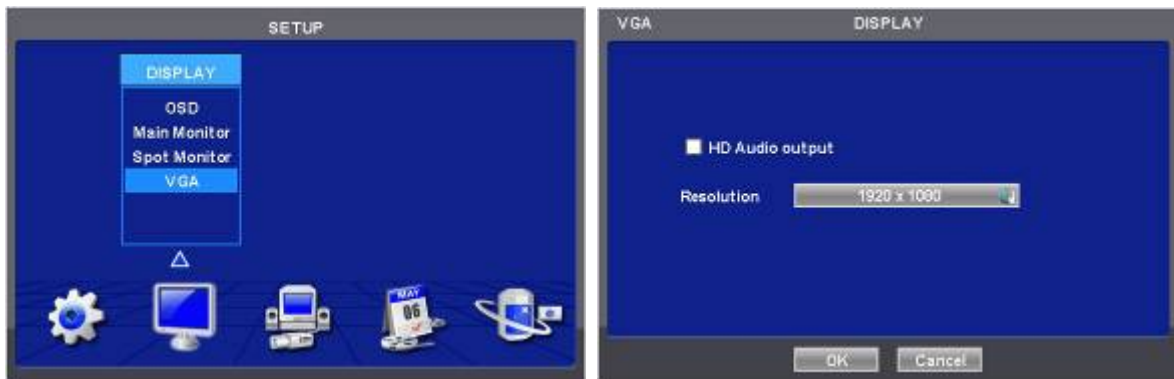 SETUP
DISPLAY
OSD
Main Monitor
Spot Monitor
VGA
MAY
06
VGA DISPLAY
HD Audio output
Resolution 1920 x 1080
OK Cancel